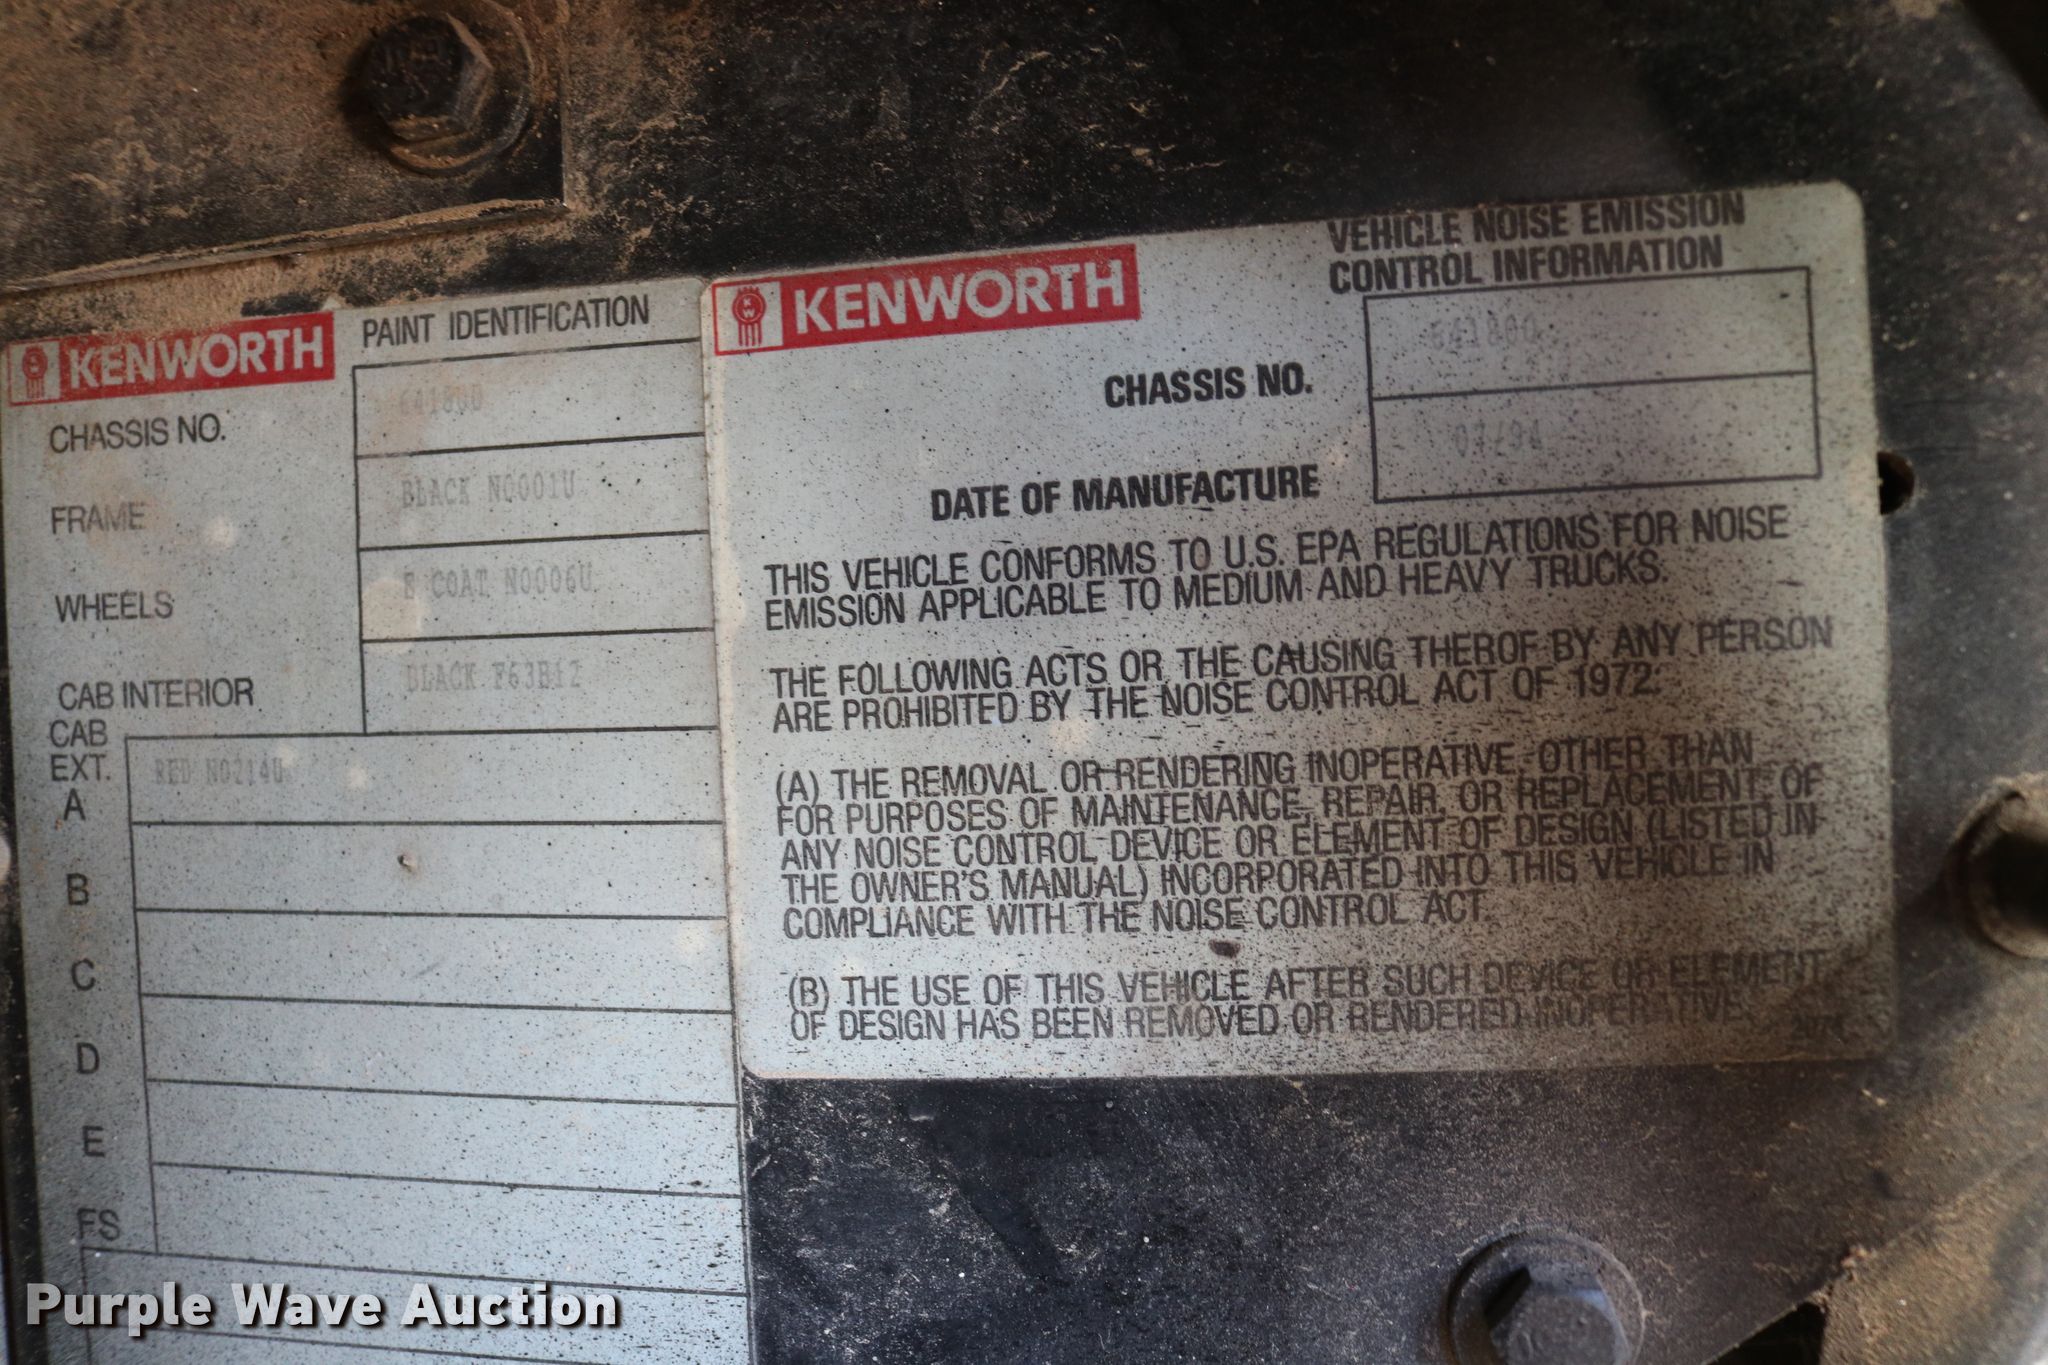 KENWORTH
PAINT IDENTIFICATION
CHASSIS NO.
641800
FRAME
BLACK N0001U
WHEELS
E COAT N0006U
CAB INTERIOR
BLACK F63H12
CAB
EXT.
A
RED N0214U
B
C
D
E
FS
KW
KENWORTH
VEHICLE NOISE EMISSION
CONTROL INFORMATION
CHASSIS NO.
641800
DATE OF MANUFACTURE
07/94
THIS VEHICLE CONFORMS TO U.S. EPA REGULATIONS FOR NOISE
EMISSION APPLICABLE TO MEDIUM AND HEAVY TRUCKS.
THE FOLLOWING ACTS OR THE CAUSING THEROF BY ANY PERSON
ARE PROHIBITED BY THE NOISE CONTROL ACT OF 1972:
(A) THE REMOVAL OR RENDERING INOPERATIVE, OTHER THAN
FOR PURPOSES OF MAINTENANCE, REPAIR, OR REPLACEMENT, OF
ANY NOISE CONTROL DEVICE OR ELEMENT OF DESIGN (LISTED IN
THE OWNER'S MANUAL) INCORPORATED INTO THIS VEHICLE IN
COMPLIANCE WITH THE NOISE CONTROL ACT.
(B) THE USE OF THIS VEHICLE AFTER SUCH DEVICE OR ELEMENT
OF DESIGN HAS BEEN REMOVED OR RENDERED INOPERATIVE.
Purple Wave Auction